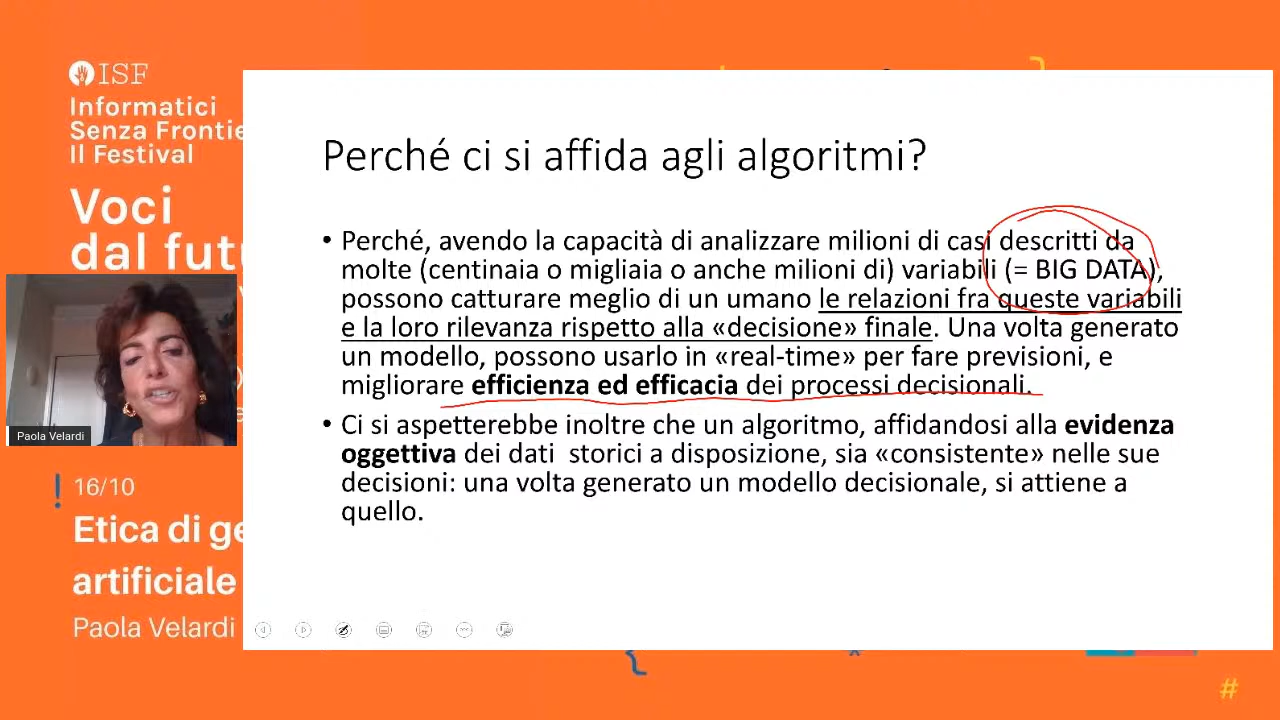 ISF
Informatici
Senza Frontie
Il Festival
Voci
dal futu
Paola Velardi
16/10
Etica di ge
artificiale
Paola Velardi
Perché ci si affida agli algoritmi?
• Perché, avendo la capacità di analizzare milioni di casi descritti da
molte (centinaia o migliaia o anche milioni di) variabili (= BIG DATA),
possono catturare meglio di un umano le relazioni fra queste variabili
e la loro rilevanza rispetto alla «decisione» finale. Una volta generato
un modello, possono usarlo in «real-time» per fare previsioni, e
migliorare efficienza ed efficacia dei processi decisionali.
• Ci si aspetterebbe inoltre che un algoritmo, affidandosi alla evidenza
oggettiva dei dati storici a disposizione, sia «consistente» nelle sue
decisioni: una volta generato un modello decisionale, si attiene a
quello.
#